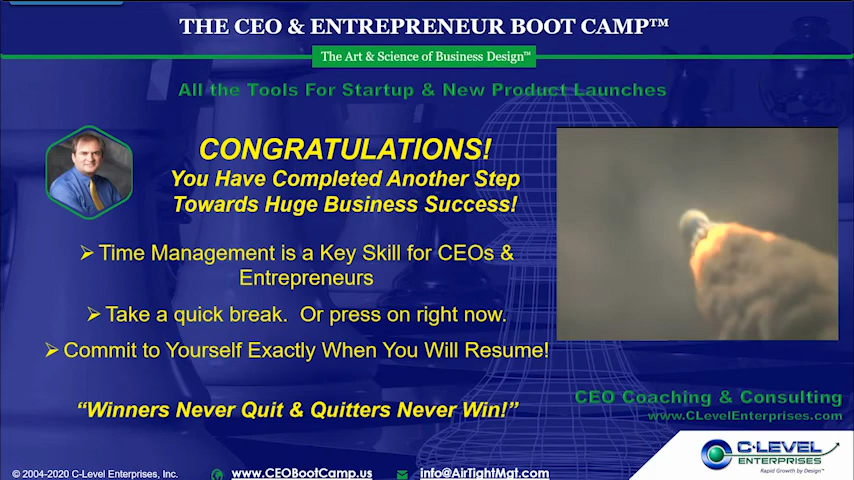 THE CEO & ENTREPRENEUR BOOT CAMP™
The Art & Science of Business Design™
All the Tools For Startup & New Product Launches
CONGRATULATIONS!
You Have Completed Another Step
Towards Huge Business Success!
➢ Time Management is a Key Skill for CEOs &
Entrepreneurs
➢ Take a quick break.  Or press on right now.
➢ Commit to Yourself Exactly When You Will Resume!
“Winners Never Quit & Quitters Never Win!”
CEO Coaching & Consulting
www.CLevelEnterprises.com
C-LEVEL
ENTERPRISES
Rapid Growth by Design™
© 2004-2020 C-Level Enterprises, Inc.
www.CEOBootCamp.us
info@AirTightMgt.com